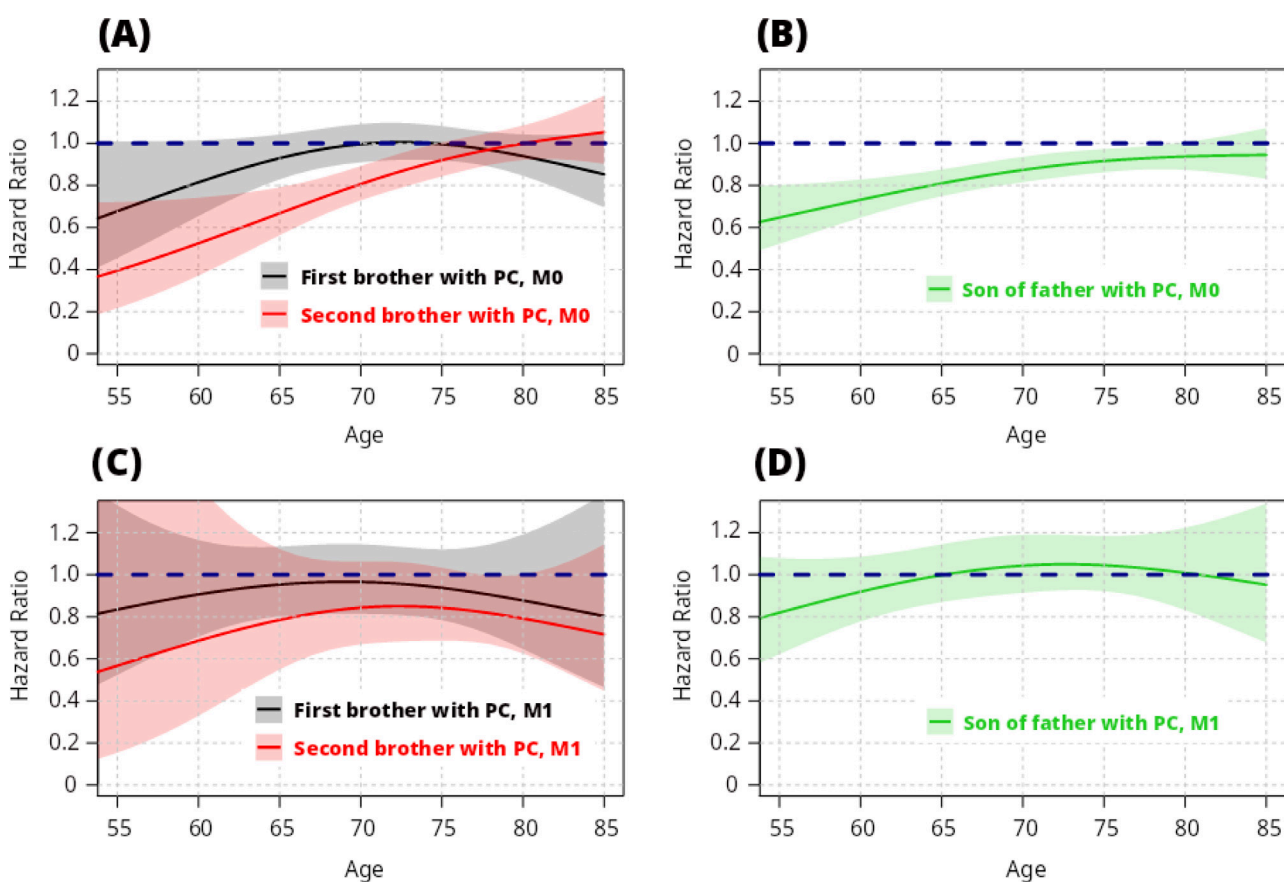 (A)
Hazard Ratio
1.2
1.0
0.8
0.6
0.4
0.2
0
First brother with PC, M0
Second brother with PC, M0
55 60 65 70 75 80 85
Age
(B)
Hazard Ratio
1.2
1.0
0.8
0.6
0.4
0.2
0
Son of father with PC, M0
55 60 65 70 75 80 85
Age
(C)
Hazard Ratio
1.2
1.0
0.8
0.6
0.4
0.2
0
First brother with PC, M1
Second brother with PC, M1
55 60 65 70 75 80 85
Age
(D)
Hazard Ratio
1.2
1.0
0.8
0.6
0.4
0.2
0
Son of father with PC, M1
55 60 65 70 75 80 85
Age